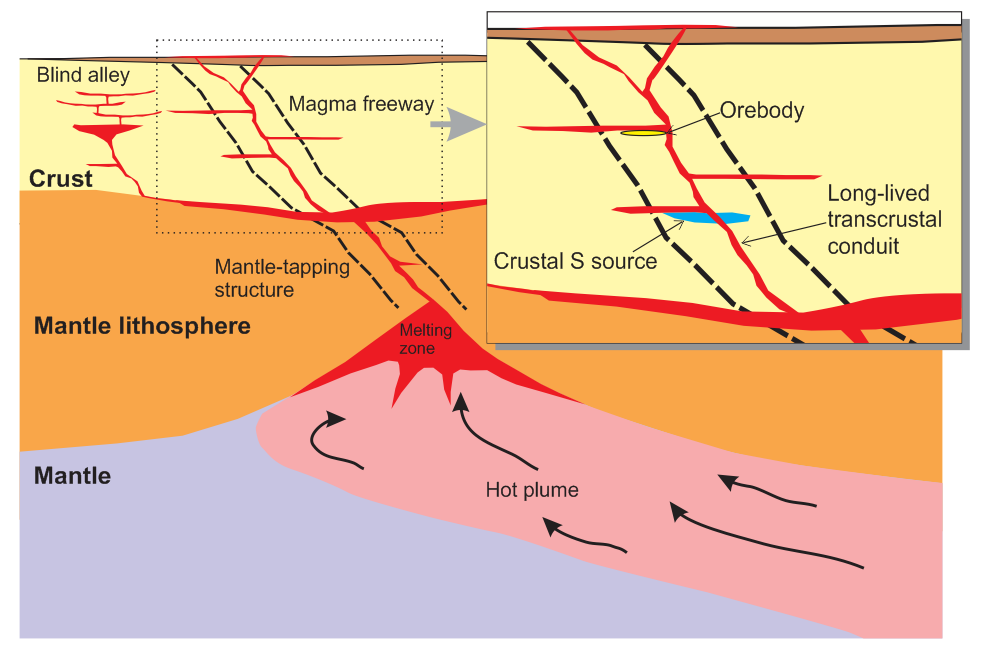 Blind alley
Magma freeway
Crust
Mantle-tapping
structure
Mantle lithosphere
Melting
zone
Mantle
Hot plume
Orebody
Long-lived
transcrustal
conduit
Crustal S source